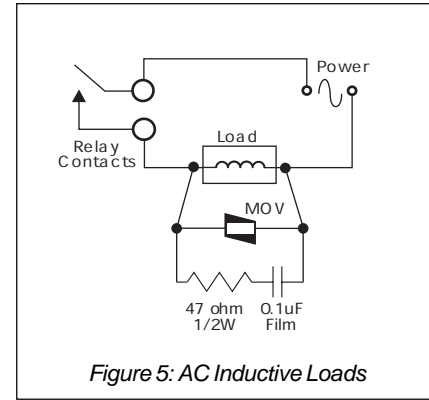 Power
Load
Relay
Contacts
MOV
47 ohm
1/2W
0.1uF
Film
Figure 5: AC Inductive Loads